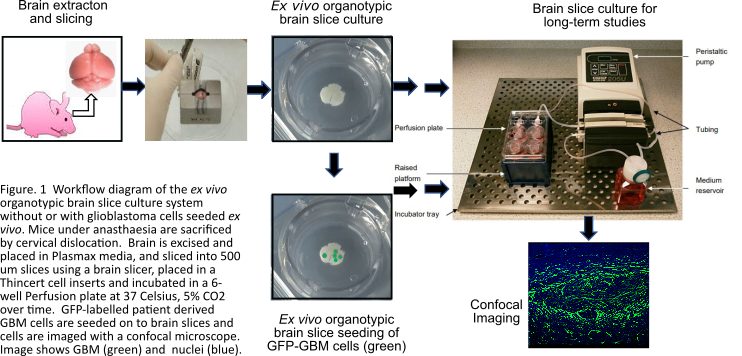 Brain extracton
and slicing
Ex vivo organotypic
brain slice culture
Brain slice culture for
long-term studies
Peristaltic
pump
Perfusion plate
Tubing
Raised
platform
Medium
reservoir
Incubator tray
Figure. 1 Workflow diagram of the ex vivo
organotypic brain slice culture system
without or with glioblastoma cells seeded ex
vivo. Mice under anasthaesia are sacrificed
by cervical dislocation. Brain is excised and
placed in Plasmax media, and sliced into 500
um slices using a brain slicer, placed in a
Thincert cell inserts and incubated in a 6-
well Perfusion plate at 37 Celsius, 5% CO2
over time. GFP-labelled patient derived
GBM cells are seeded on to brain slices and
cells are imaged with a confocal microscope.
Image shows GBM (green) and nuclei (blue).
Ex vivo organotypic
brain slice seeding of
GFP-GBM cells (green)
Confocal
Imaging